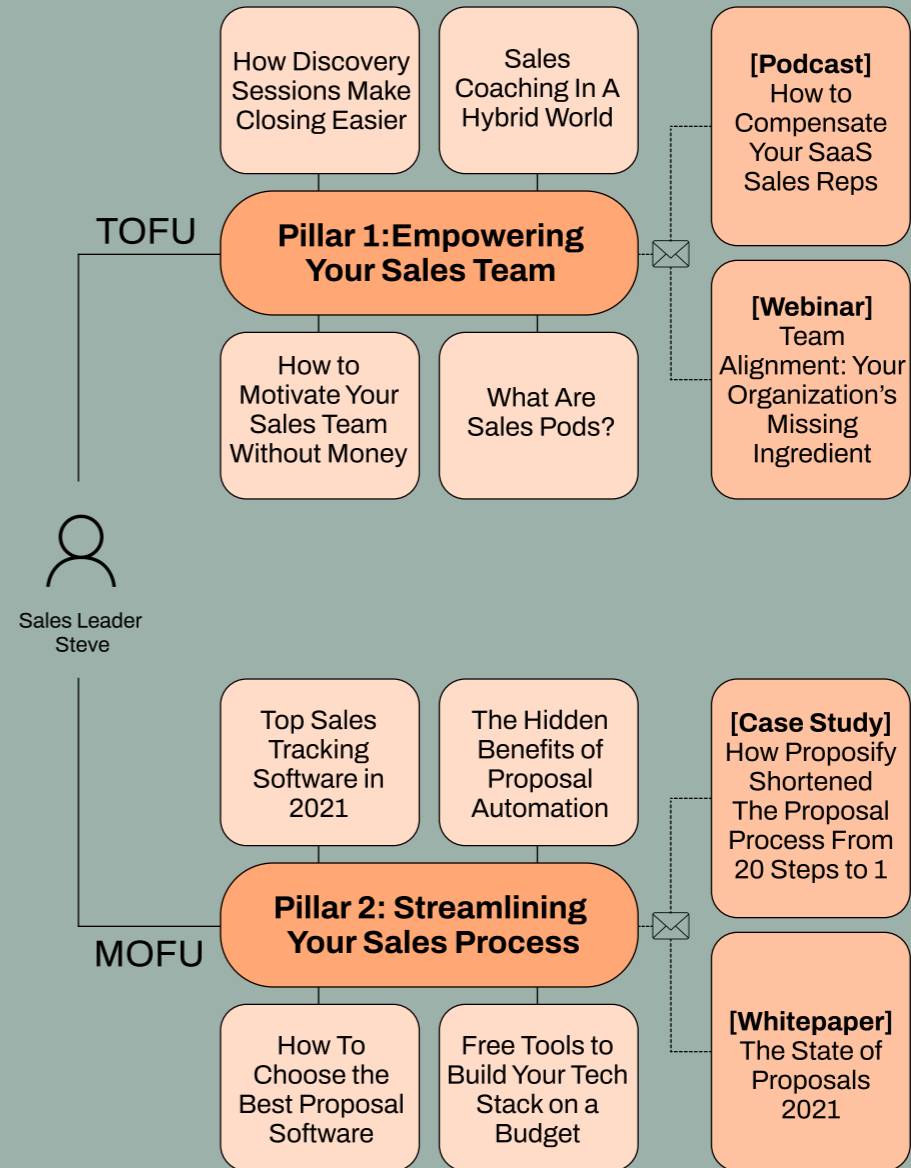 How Discovery
Sessions Make
Closing Easier
Sales
Coaching In A
Hybrid World
[Podcast]
How to
Compensate
Your SaaS
Sales Reps
TOFU
Pillar 1:Empowering
Your Sales Team
[Webinar]
Team
Alignment: Your
Organization’s
Missing
Ingredient
How to
Motivate Your
Sales Team
Without Money
What Are
Sales Pods?
Sales Leader
Steve
Top Sales
Tracking
Software in
2021
The Hidden
Benefits of
Proposal
Automation
[Case Study]
How Proposify
Shortened
The Proposal
Process From
20 Steps to 1
Pillar 2: Streamlining
Your Sales Process
MOFU
How To
Choose the
Best Proposal
Software
Free Tools to
Build Your Tech
Stack on a
Budget
[Whitepaper]
The State of
Proposals
2021